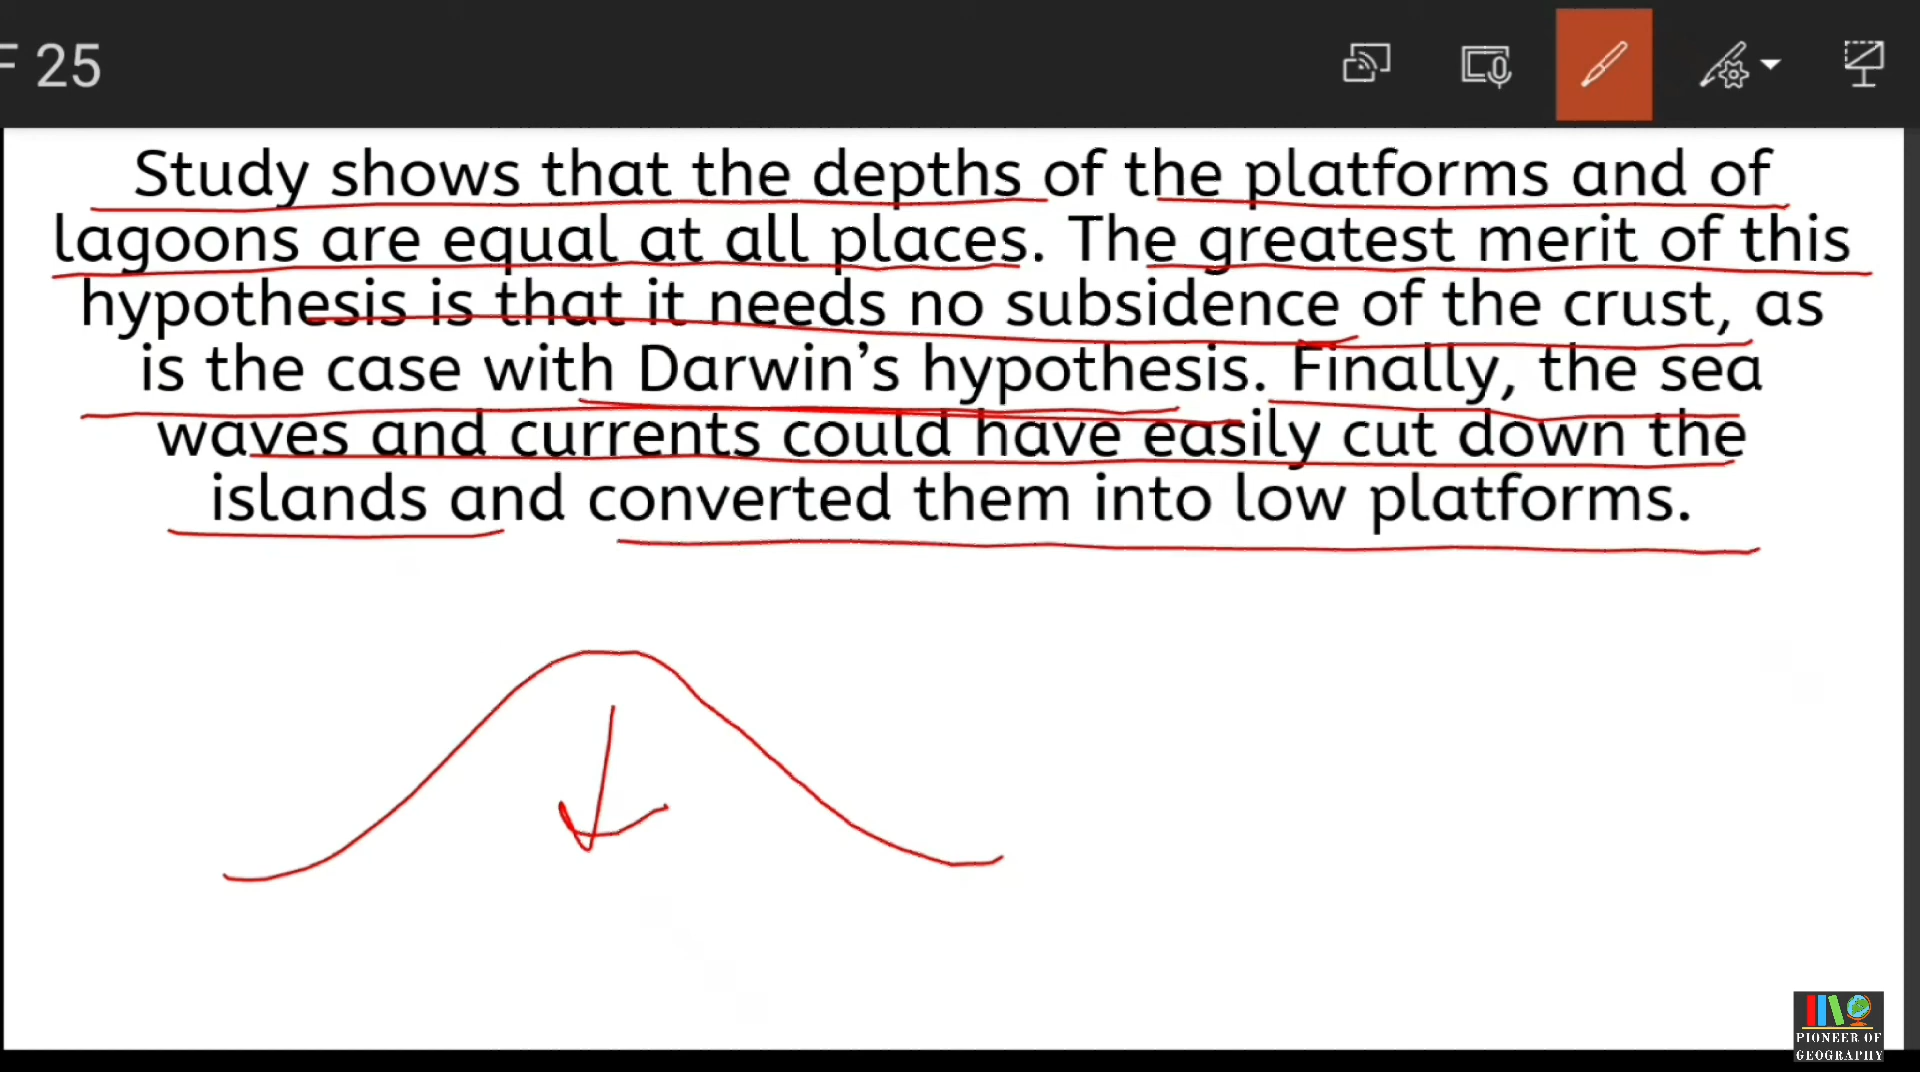 F 25
Study shows that the depths of the platforms and of
lagoons are equal at all places. The greatest merit of this
hypothesis is that it needs no subsidence of the crust, as
is the case with Darwin’s hypothesis. Finally, the sea
waves and currents could have easily cut down the
islands and converted them into low platforms.
PIONEER OF
GEOGRAPHY